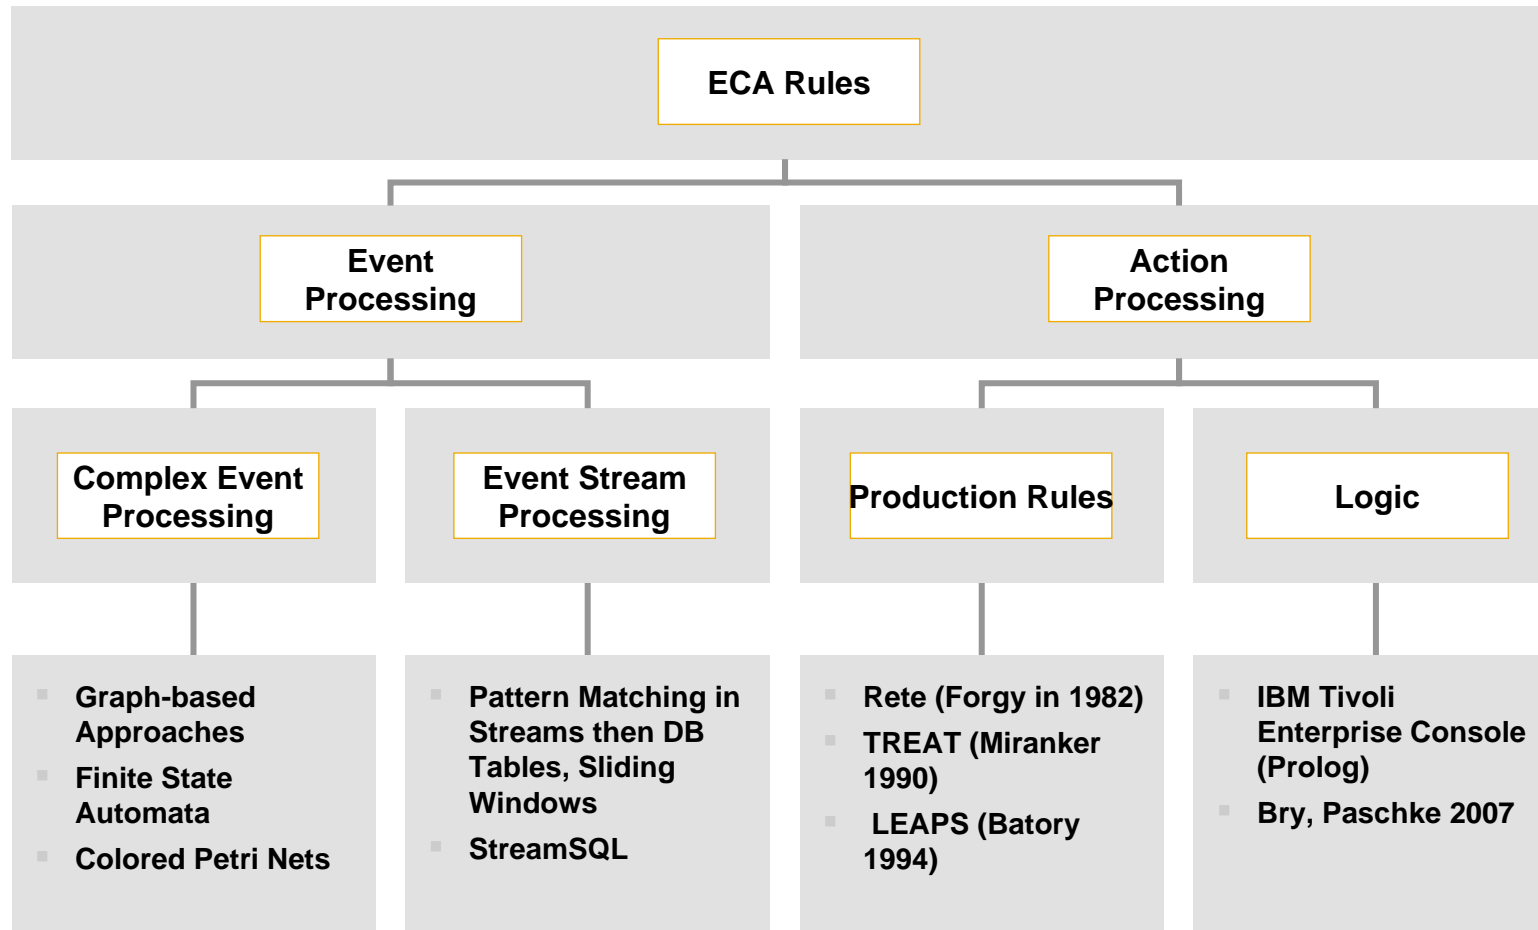 ECA Rules
Event
Processing
Action
Processing
Complex Event
Processing
Event Stream
Processing
Production Rules
Logic
Graph-based
Approaches
Finite State
Automata
Colored Petri Nets
Pattern Matching in
Streams then DB
Tables, Sliding
Windows
StreamSQL
Rete (Forgy in 1982)
TREAT (Miranker
1990)
LEAPS (Batory
1994)
IBM Tivoli
Enterprise Console
(Prolog)
Bry, Paschke 2007